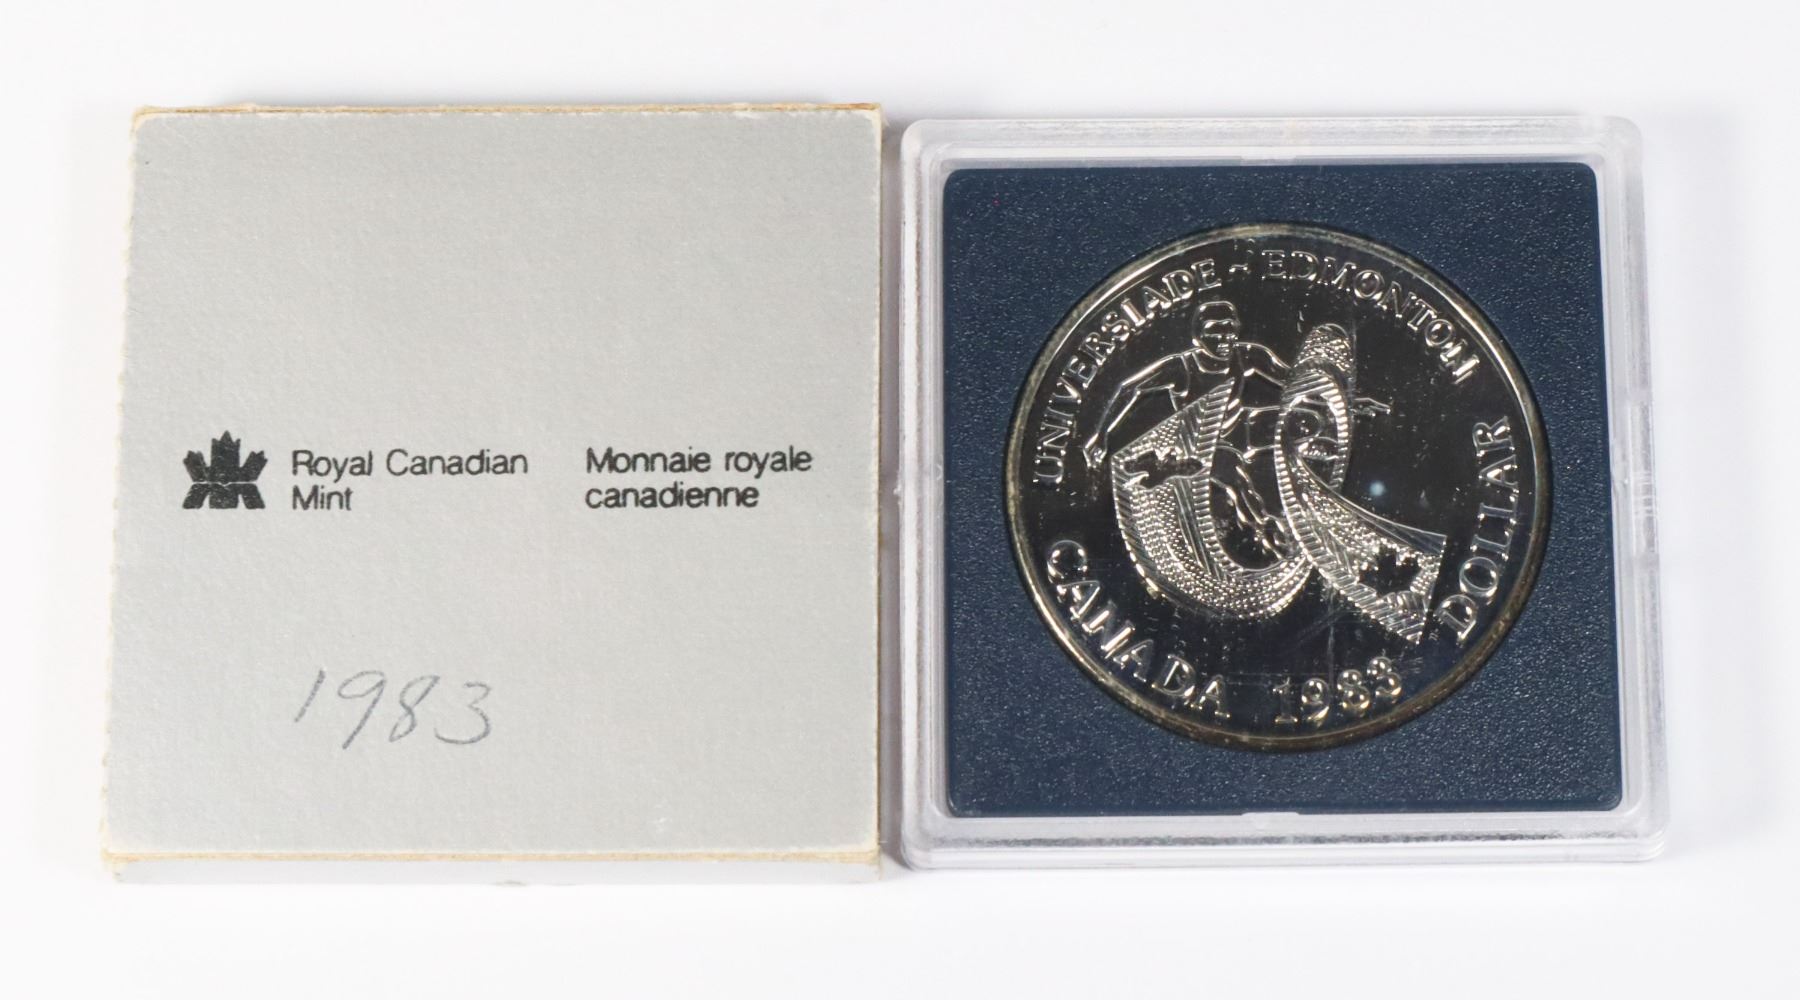 Royal Canadian
Mint
Monnaie royale
canadienne
1983
UNIVERSIADE - EDMONTON
CANADA 1983 DOLLAR